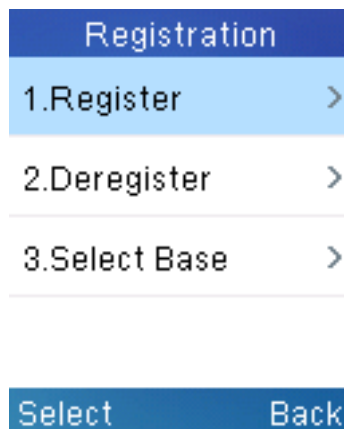 Registration
1.Register >
2.Deregister >
3.Select Base >
Select Back